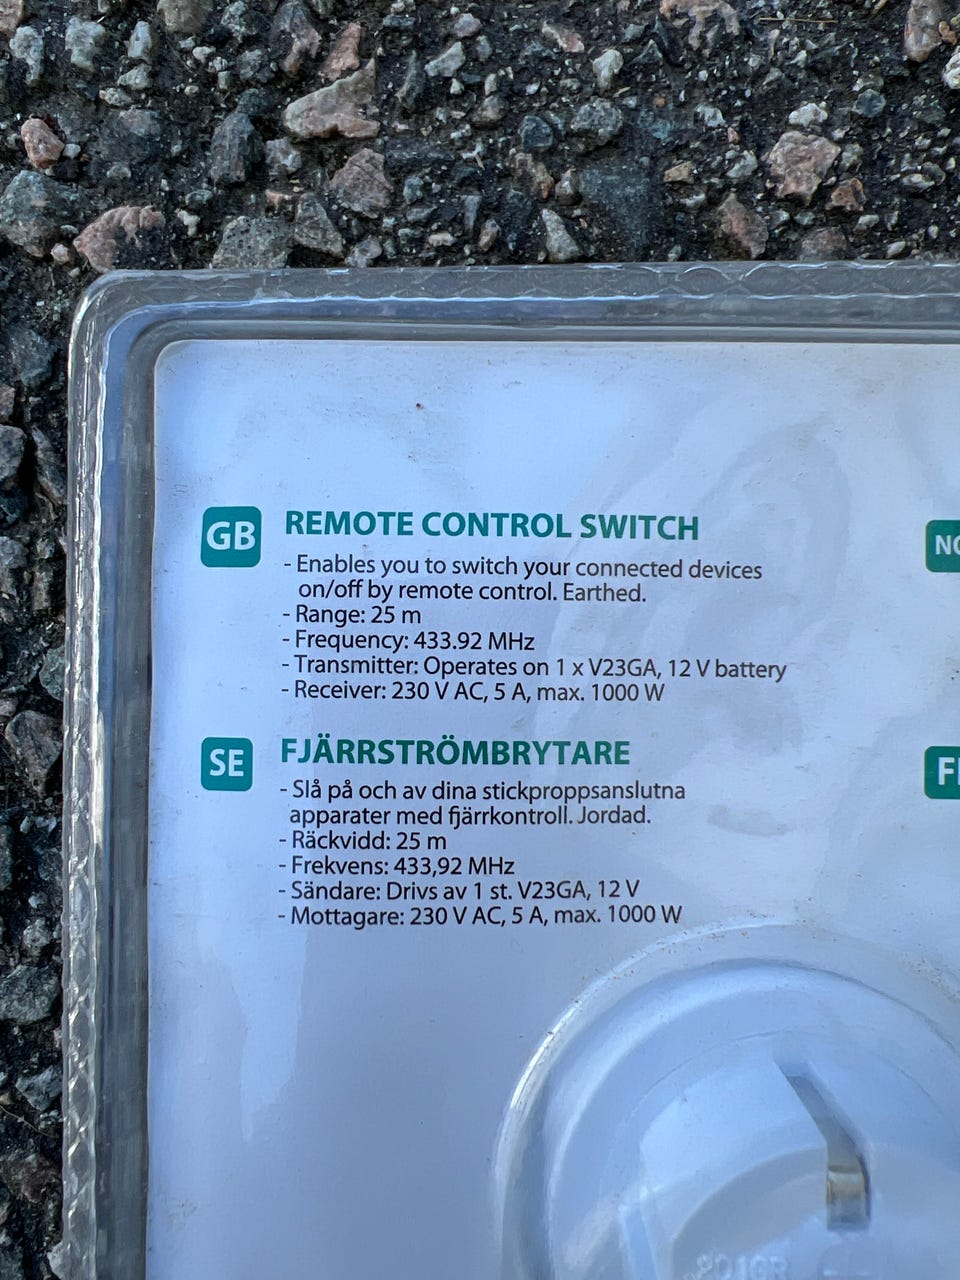 GB
REMOTE CONTROL SWITCH
- Enables you to switch your connected devices
on/off by remote control. Earthed.
- Range: 25 m
- Frequency: 433.92 MHz
- Transmitter: Operates on 1 x V23GA, 12 V battery
- Receiver: 230 V AC, 5 A, max. 1000 W
SE
FJÄRRSTRÖMBRYTARE
- Slå på och av dina stickproppsanslutna
apparater med fjärrkontroll. Jordad.
- Räckvidd: 25 m
- Frekvens: 433,92 MHz
- Sändare: Drivs av 1 st. V23GA, 12 V
- Mottagare: 230 V AC, 5 A, max. 1000 W